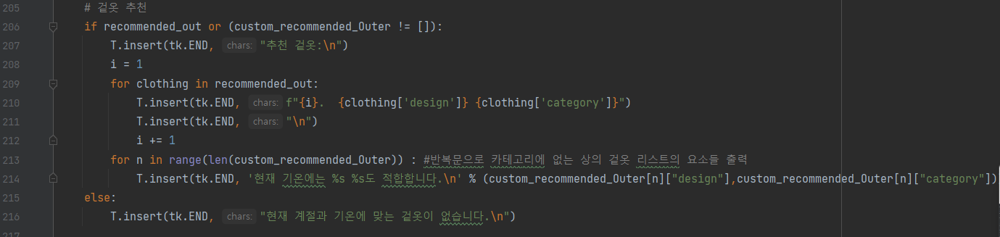 205 # 겉옷 추천
206 if recommended_out or (custom_recommended_Outer != []):
207 T.insert(tk.END, chars: "추천 겉옷:\n")
208 i = 1
209 for clothing in recommended_out:
210 T.insert(tk.END, chars: f"{i}.  {clothing['design']} {clothing['category']}")
211 T.insert(tk.END, chars: "\n")
212 i += 1
213 for n in range(len(custom_recommended_Outer)) : #반복문으로 카테고리에 없는 상의 겉옷 리스트의 요소들 출력
214 T.insert(tk.END, '현재 기온에는 %s %s도 적합합니다.\n' % (custom_recommended_Outer[n]["design"],custom_recommended_Outer[n]["category"])
215 else:
216 T.insert(tk.END, chars: "현재 계절과 기온에 맞는 겉옷이 없습니다.\n")
217